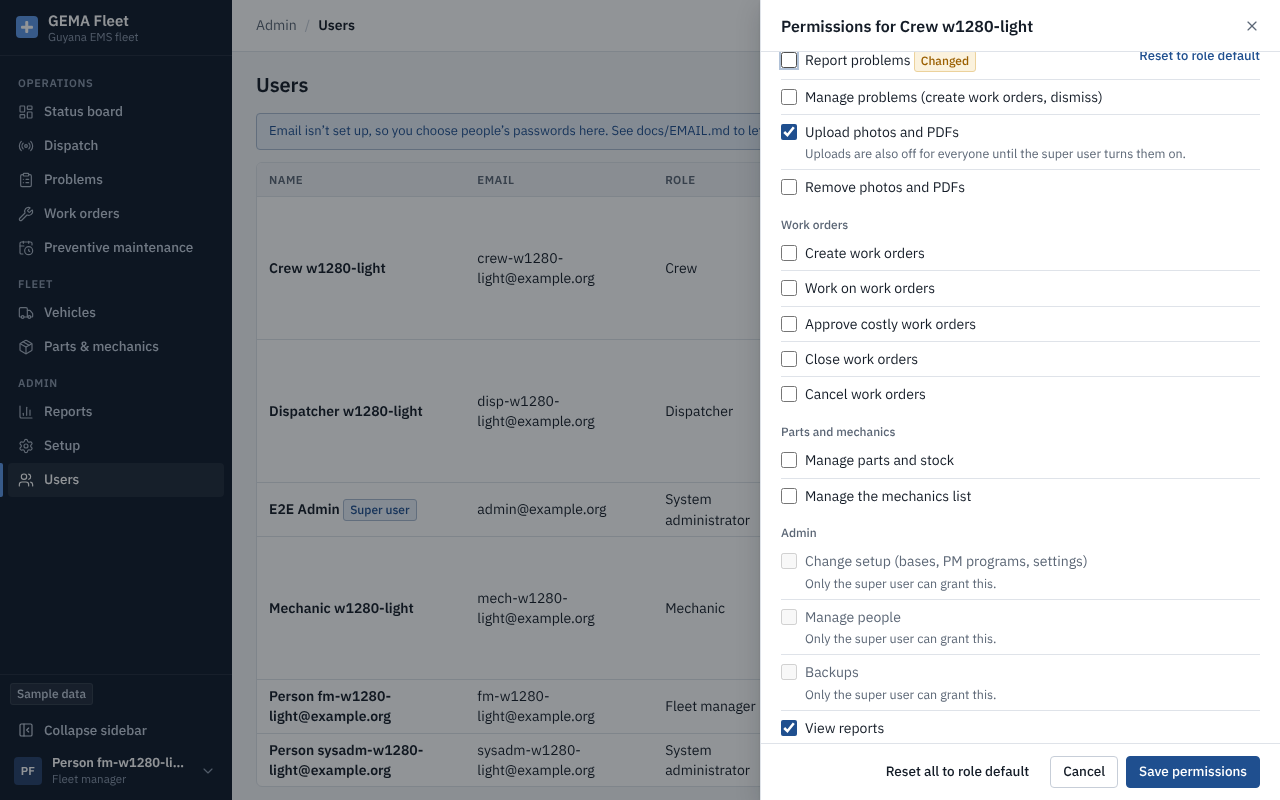 GEMA Fleet
Guyana EMS fleet
OPERATIONS
Status board
Dispatch
Problems
Work orders
Preventive maintenance
FLEET
Vehicles
Parts & mechanics
ADMIN
Reports
Setup
Users
Sample data
Collapse sidebar
PF
Person fm-w1280-li...
Fleet manager
Admin / Users
Users
Email isn't set up, so you choose people's passwords here. See docs/EMAIL.md to le
NAME EMAIL ROLE
Crew w1280-light
crew-w1280-
light@example.org
Crew
Dispatcher w1280-light
disp-w1280-
light@example.org
Dispatcher
E2E Admin Super user
admin@example.org
System
administrator
Mechanic w1280-light
mech-w1280-
light@example.org
Mechanic
Person fm-w1280-
light@example.org
fm-w1280-
light@example.org
Fleet manager
Person sysadm-w1280-
light@example.org
sysadm-w1280-
light@example.org
System
administrator
Permissions for Crew w1280-light
Report problems Changed Reset to role default
Manage problems (create work orders, dismiss)
Upload photos and PDFs
Uploads are also off for everyone until the super user turns them on.
Remove photos and PDFs
Work orders
Create work orders
Work on work orders
Approve costly work orders
Close work orders
Cancel work orders
Parts and mechanics
Manage parts and stock
Manage the mechanics list
Admin
Change setup (bases, PM programs, settings)
Only the super user can grant this.
Manage people
Only the super user can grant this.
Backups
Only the super user can grant this.
View reports
Reset all to role default Cancel Save permissions